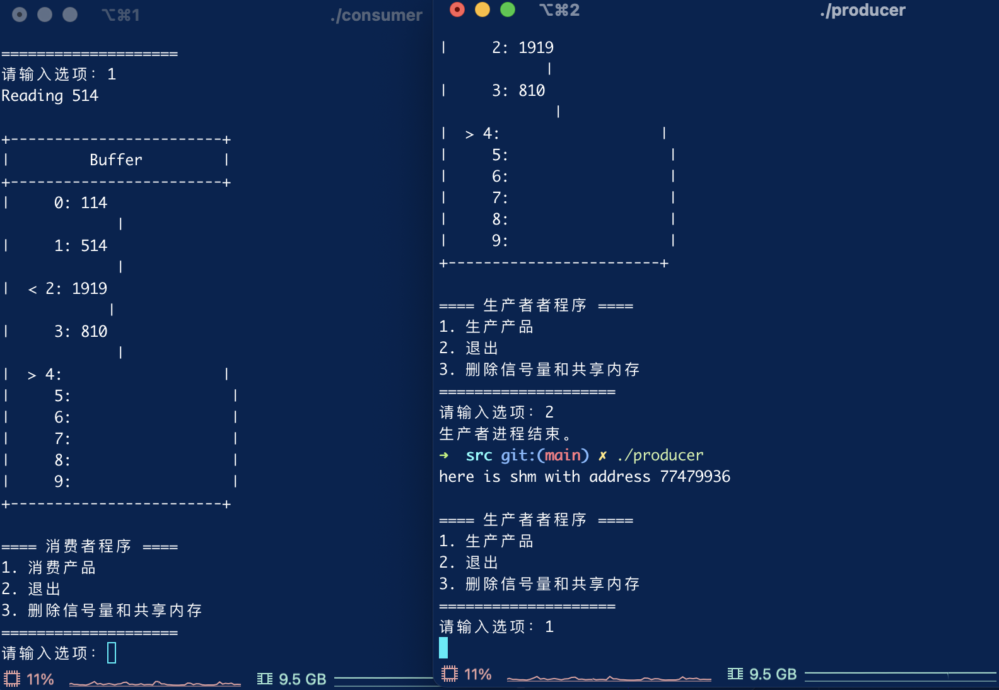 ⌥⌘1 ./consumer
====================
请输入选项: 1
Reading 514
+------------------------+
|         Buffer         |
+------------------------+
|     0: 114
             |
|     1: 514
             |
|  < 2: 1919
            |
|     3: 810
             |
|  > 4:                  |
|     5:                  |
|     6:                  |
|     7:                  |
|     8:                  |
|     9:                  |
+------------------------+
==== 消费者程序 ====
1. 消费产品
2. 退出
3. 删除信号量和共享内存
====================
请输入选项:
11% 9.5 GB
⌥⌘2 ./producer
|     2: 1919
            |
|     3: 810
             |
|  > 4:                  |
|     5:                  |
|     6:                  |
|     7:                  |
|     8:                  |
|     9:                  |
+------------------------+
==== 生产者者程序 ====
1. 生产产品
2. 退出
3. 删除信号量和共享内存
====================
请输入选项: 2
生产者进程结束。
➜  src git:(main) ✗ ./producer
here is shm with address 77479936
==== 生产者者程序 ====
1. 生产产品
2. 退出
3. 删除信号量和共享内存
====================
请输入选项: 1
11% 9.5 GB